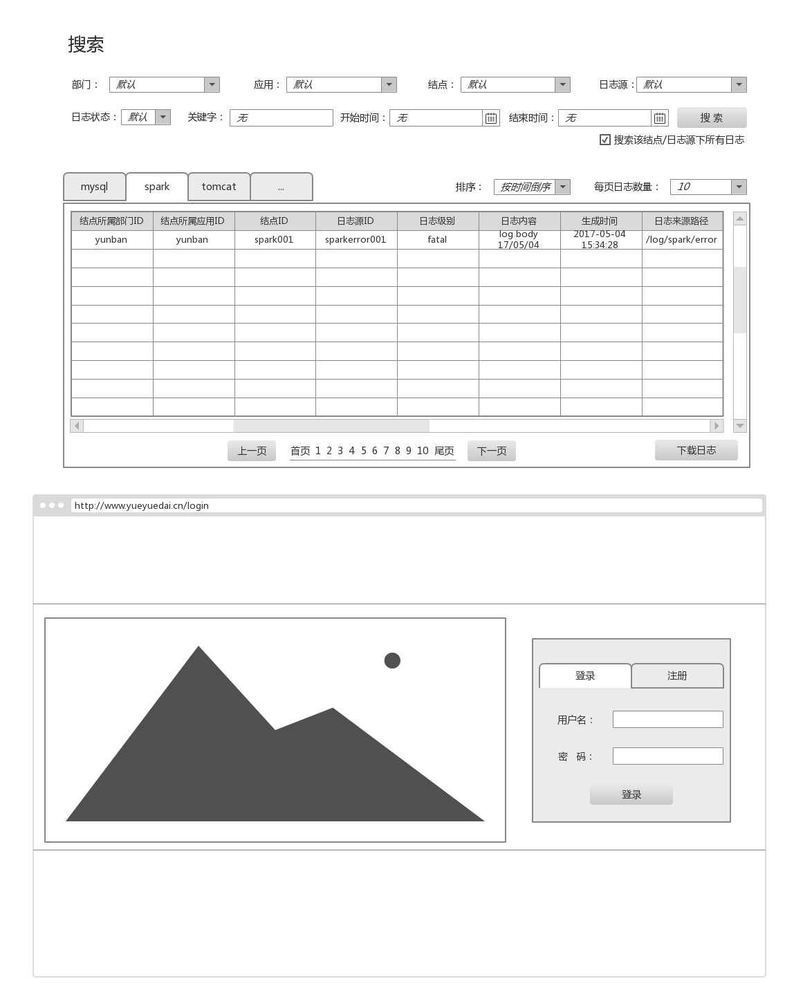 搜索
部门： 默认 应用： 默认 结点： 默认 日志源： 默认
日志状态： 默认 关键字： 无 开始时间： 无 结束时间： 无 搜 索
搜索该结点/日志源下所有日志
mysql spark tomcat ... 排序： 按时间倒序 每页日志数量： 10
结点所属部门ID 结点所属应用ID 结点ID 日志源ID 日志级别 日志内容 生成时间 日志来源路径
yunban yunban spark001 sparkerror001 fatal log body 17/05/04 2017-05-04 15:34:28 /log/spark/error
上一页 首页 1 2 3 4 5 6 7 8 9 10 尾页 下一页 下载日志
http://www.yueyuedai.cn/login
登录 注册
用户名：
密 码：
登录